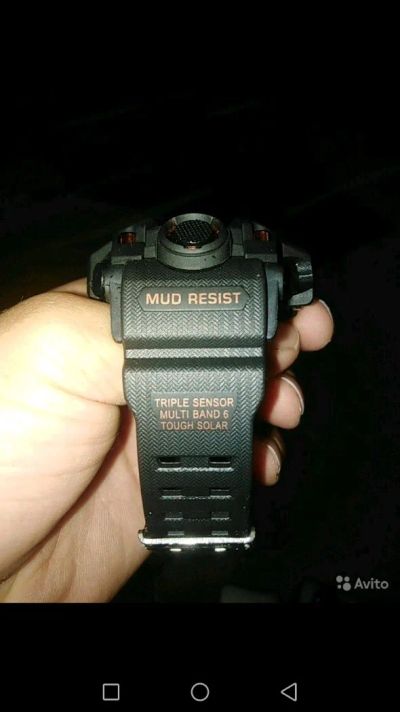 MUD RESIST
TRIPLE SENSOR
MULTI BAND 6
TOUGH SOLAR
Avito